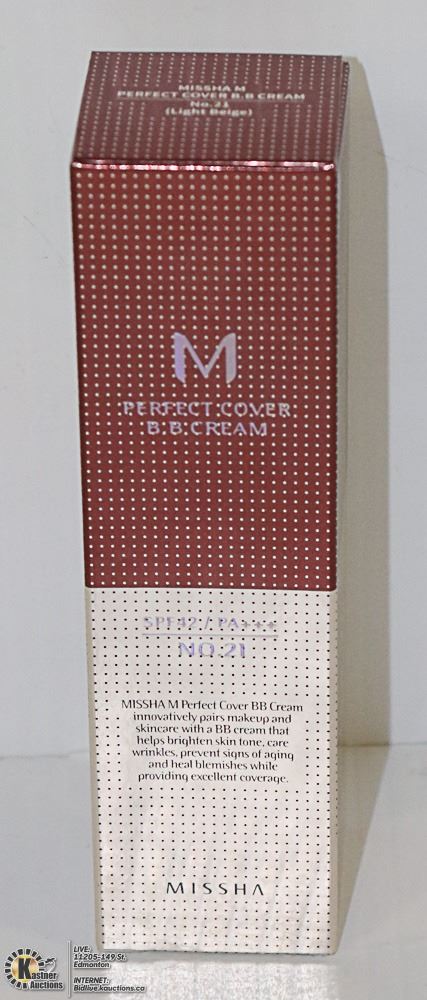 MISSHA M
PERFECT COVER B.B CREAM
No.21
(Light Beige)
M
PERFECT COVER
B.B CREAM
SPF42 / PA+++
NO.21
MISSHA M Perfect Cover BB Cream
innovatively pairs makeup and
skincare with a BB cream that
helps brighten skin tone, care
wrinkles, prevent signs of aging
and heal blemishes while
providing excellent coverage.
MISSHA
Kastner
Auctions
LIVE:
11205-149 St.
Edmonton
INTERNET:
Bidlive.kauctions.ca